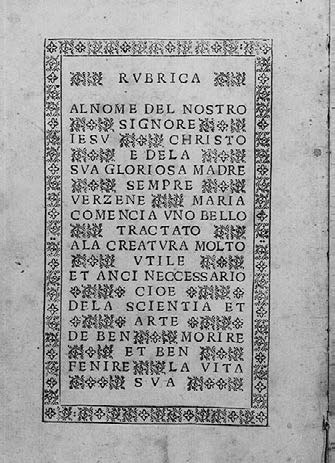 RVBRICA
ALNOME DEL NOSTRO
SIGNORE
IESV CHRISTO
E DELA
SVA GLORIOSA MADRE
SEMPRE
VERZENE MARIA
COMENCIA VNO BELLO
TRACTATO
ALA CREATVRA MOLTO
VTILE
ET ANCI NECCESSARIO
CIOE
DELA SCIENTIA ET
ARTE
DE BEN MORIRE
ET BEN
FENIRE LA VITA
SVA